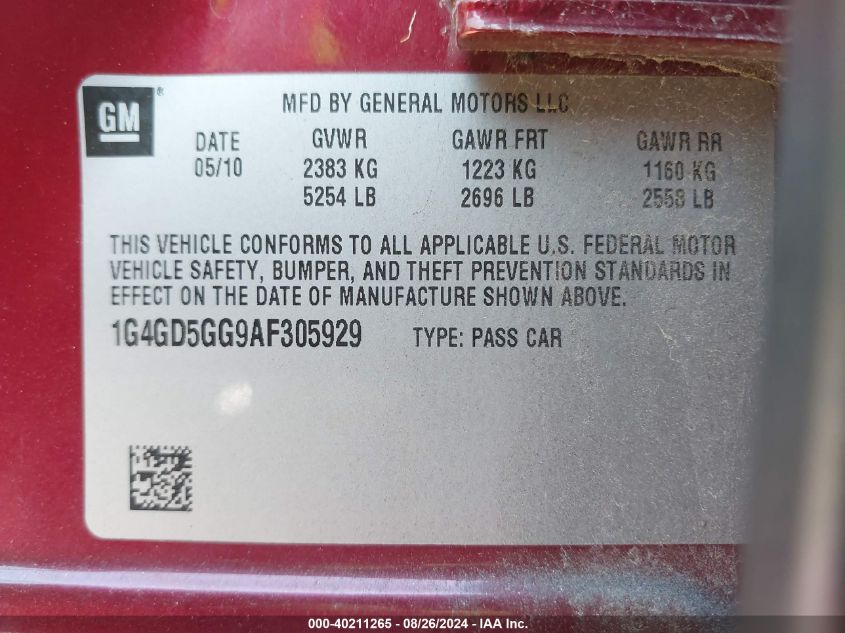 GM ®
MFD BY GENERAL MOTORS LLC
DATE GVWR GAWR FRT GAWR RR
05/10 2383 KG 1223 KG 1160 KG
5254 LB 2696 LB 2558 LB
THIS VEHICLE CONFORMS TO ALL APPLICABLE U.S. FEDERAL MOTOR
VEHICLE SAFETY, BUMPER, AND THEFT PREVENTION STANDARDS IN
EFFECT ON THE DATE OF MANUFACTURE SHOWN ABOVE.
1G4GD5GG9AF305929 TYPE: PASS CAR
000-40211265 - 08/26/2024 - IAA Inc.